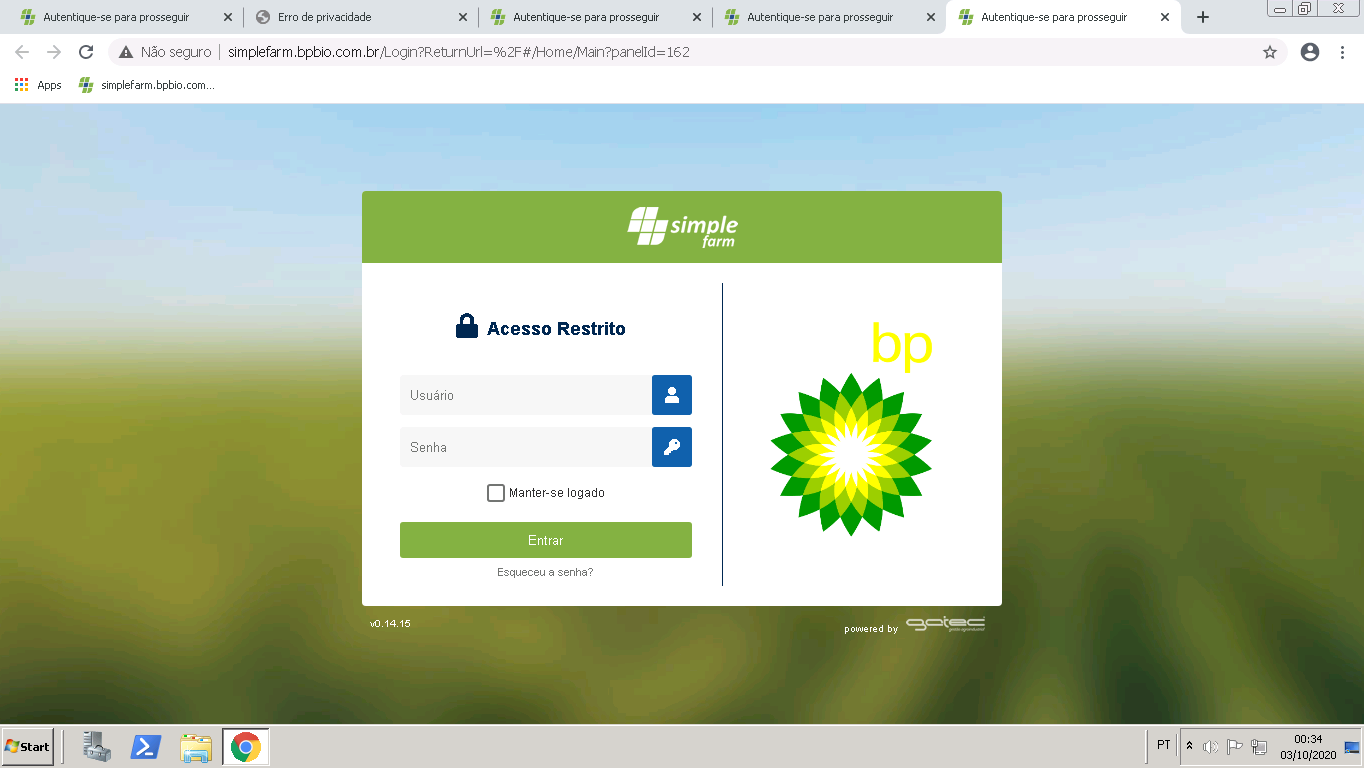 Autentique-se para prosseguir
Erro de privacidade
Autentique-se para prosseguir
Autentique-se para prosseguir
Autentique-se para prosseguir
Não seguro simplefarm.bpbio.com.br/Login?ReturnUrl=%2F#/Home/Main?panelId=162
Apps
simplefarm.bpbio.com...
simple
farm
Acesso Restrito
Usuário
Senha
Manter-se logado
Entrar
Esqueceu a senha?
bp
v0.14.15
powered by gatec
Start
PT
00:34
03/10/2020